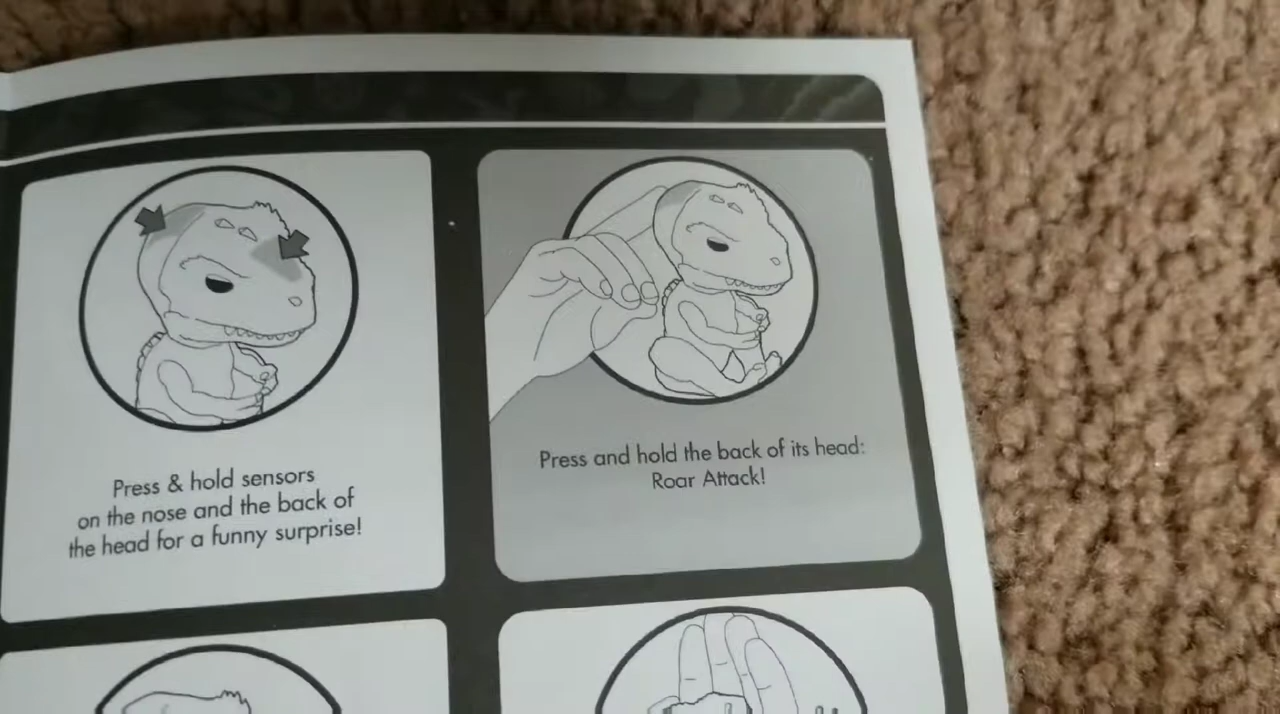 Press & hold sensors
on the nose and the back of
the head for a funny surprise!
Press and hold the back of its head:
Roar Attack!